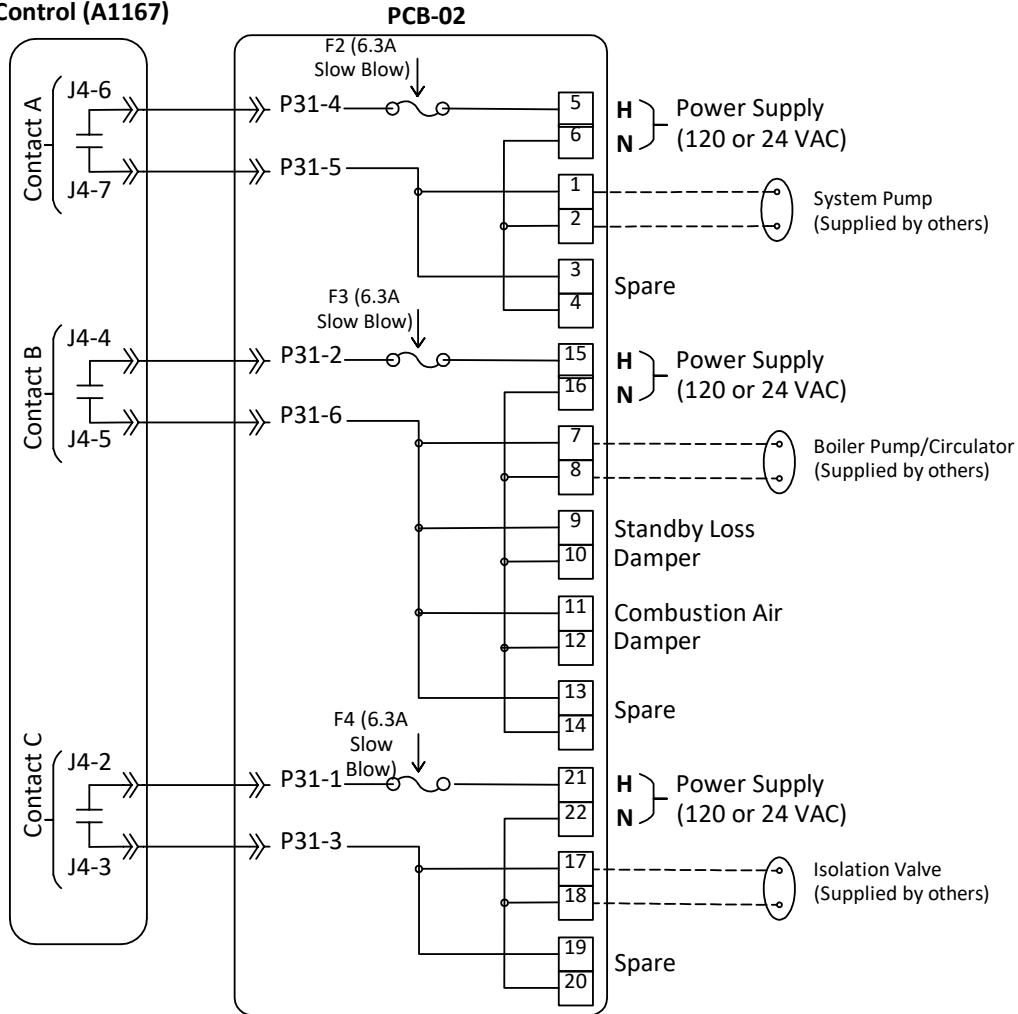 Control (A1167)
PCB-02
Contact A
J4-6
J4-7
P31-4
P31-5
F2 (6.3A
Slow Blow)
5
6
H
N
Power Supply
(120 or 24 VAC)
1
2
System Pump
(Supplied by others)
3
4
Spare
Contact B
J4-4
J4-5
P31-2
P31-6
F3 (6.3A
Slow Blow)
15
16
H
N
Power Supply
(120 or 24 VAC)
7
8
Boiler Pump/Circulator
(Supplied by others)
9
10
Standby Loss
Damper
11
12
Combustion Air
Damper
13
14
Spare
Contact C
J4-2
J4-3
P31-1
P31-3
F4 (6.3A
Slow
Blow)
21
22
H
N
Power Supply
(120 or 24 VAC)
17
18
Isolation Valve
(Supplied by others)
19
20
Spare